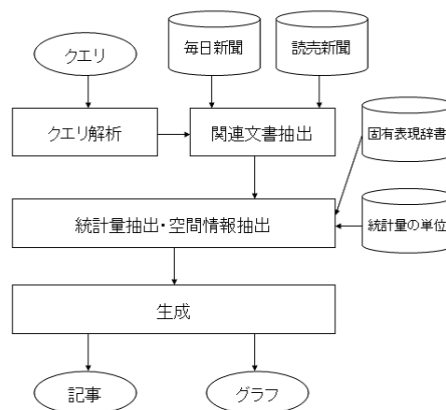 クエリ
毎日新聞
読売新聞
クエリ解析
関連文書抽出
固有表現辞書
統計量抽出・空間情報抽出
統計量の単位
生成
記事
グラフ